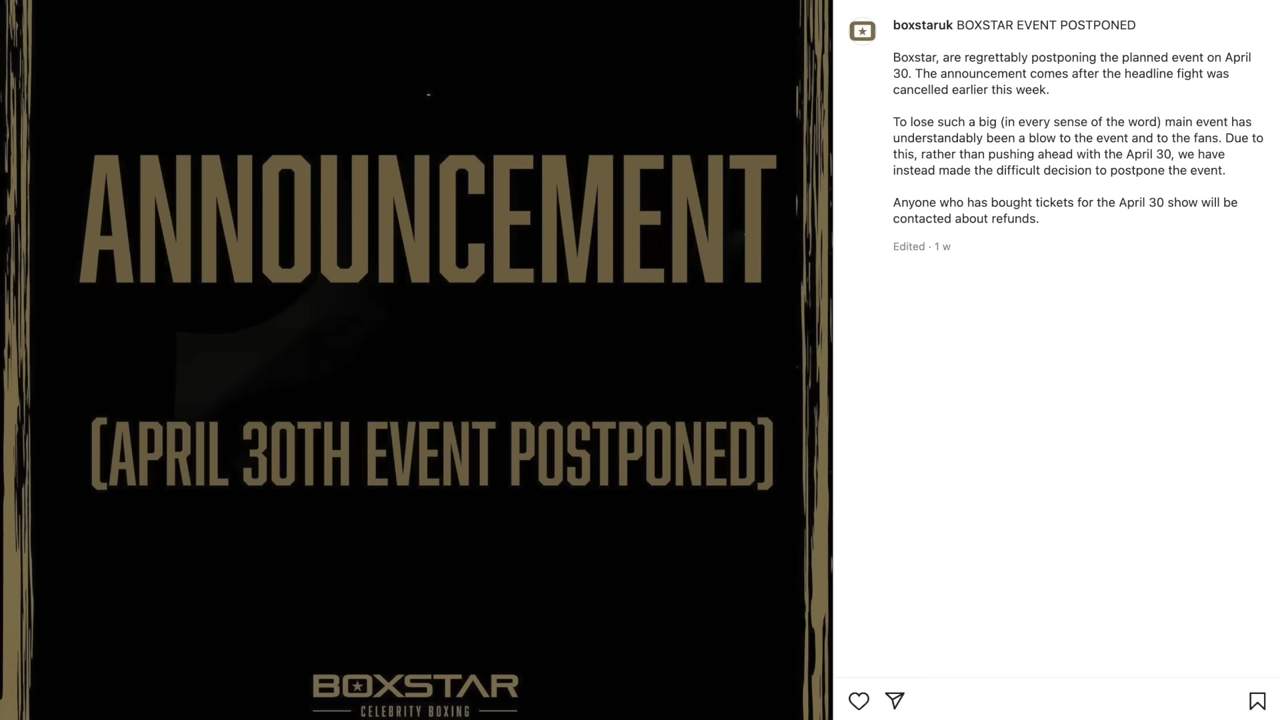 ANNOUNCEMENT
(APRIL 30TH EVENT POSTPONED)
BOXSTAR
CELEBRITY BOXING
boxstaruk BOXSTAR EVENT POSTPONED
Boxstar, are regrettably postponing the planned event on April
30. The announcement comes after the headline fight was
cancelled earlier this week.
To lose such a big (in every sense of the word) main event has
understandably been a blow to the event and to the fans. Due to
this, rather than pushing ahead with the April 30, we have
instead made the difficult decision to postpone the event.
Anyone who has bought tickets for the April 30 show will be
contacted about refunds.
Edited · 1 w